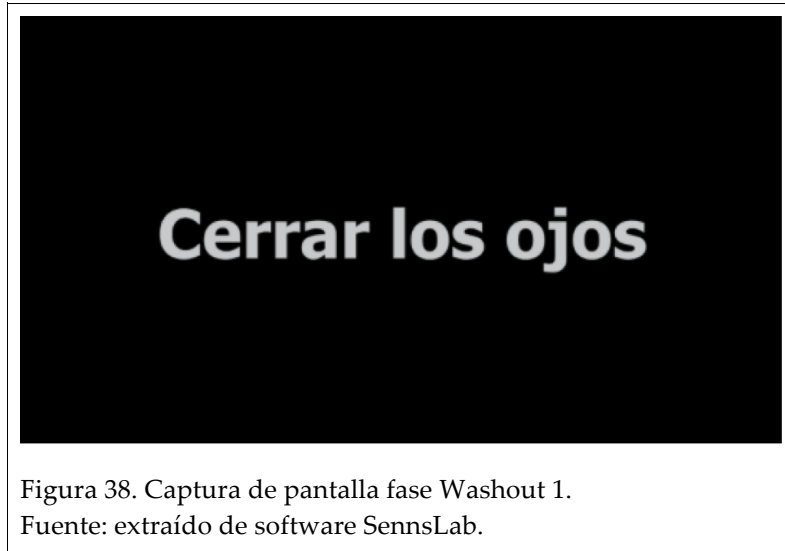 Cerrar los ojos
Figura 38. Captura de pantalla fase Washout 1.
Fuente: extraído de software SennsLab.